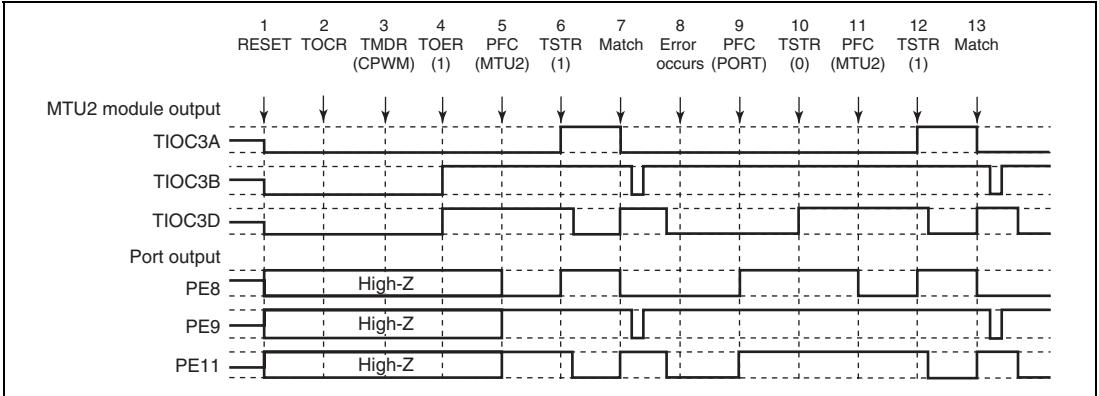 1 2 3 4 5 6 7 8 9 10 11 12 13
RESET TOCR TMDR TOER PFC TSTR Match Error PFC TSTR PFC TSTR Match
(CPWM) (1) (MTU2) (1) occurs (PORT) (0) (MTU2) (1)
MTU2 module output
TIOC3A
TIOC3B
TIOC3D
Port output
PE8 High-Z
PE9 High-Z
PE11 High-Z